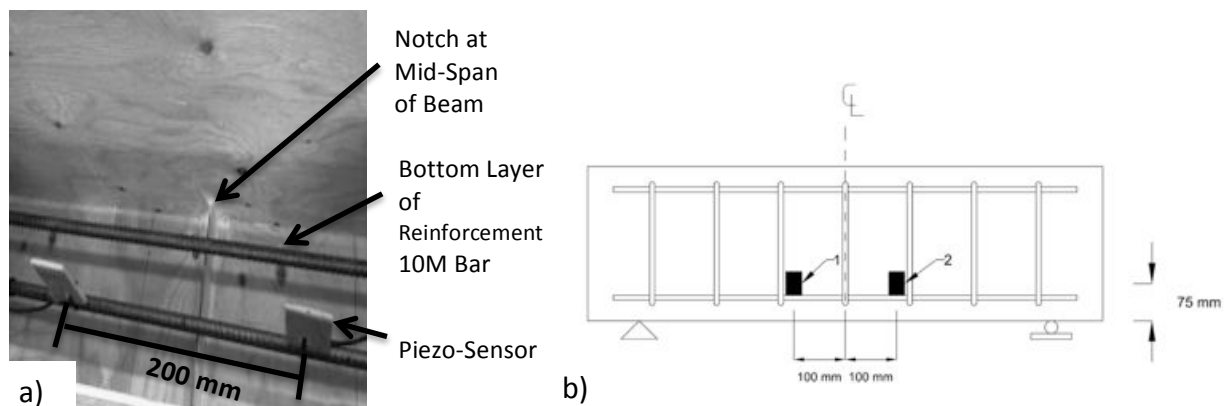 Notch at
Mid-Span
of Beam
Bottom Layer
of
Reinforcement
10M Bar
Piezo-Sensor
200 mm
a)
CL
1
2
75 mm
100 mm 100 mm
b)